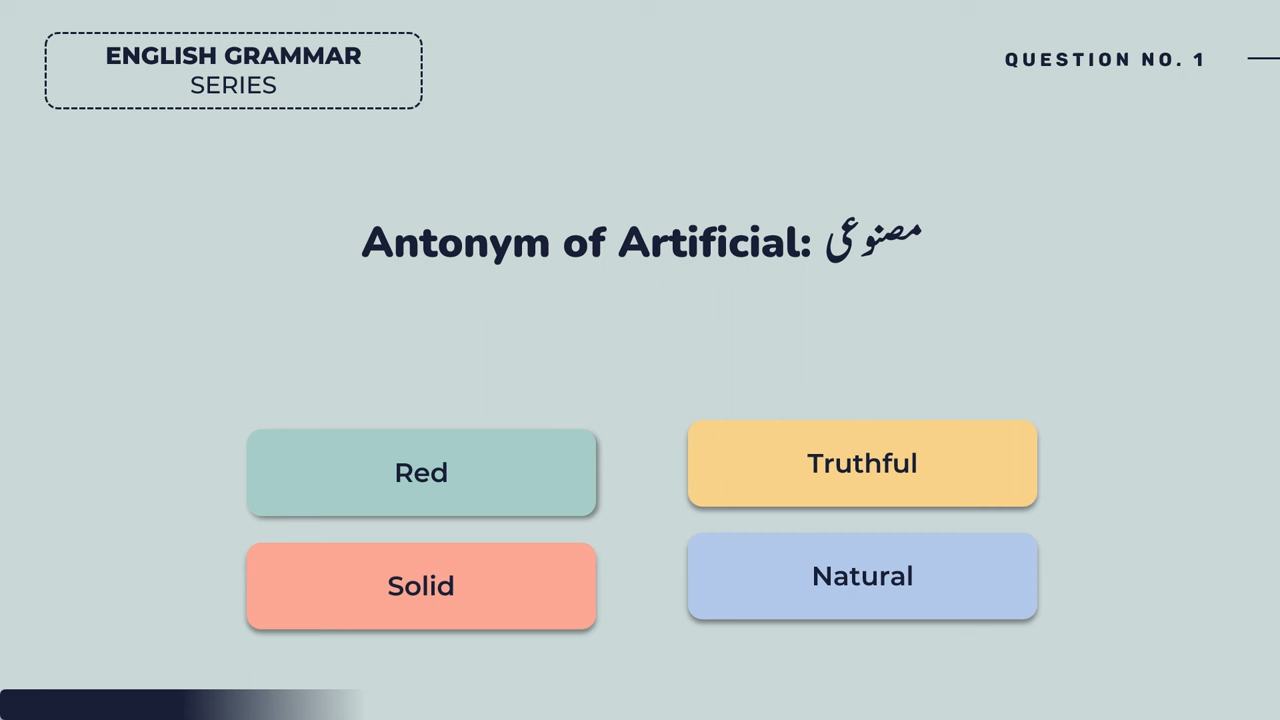 ENGLISH GRAMMAR
SERIES
QUESTION NO. 1
Antonym of Artificial: مصنوعی
Red
Truthful
Solid
Natural